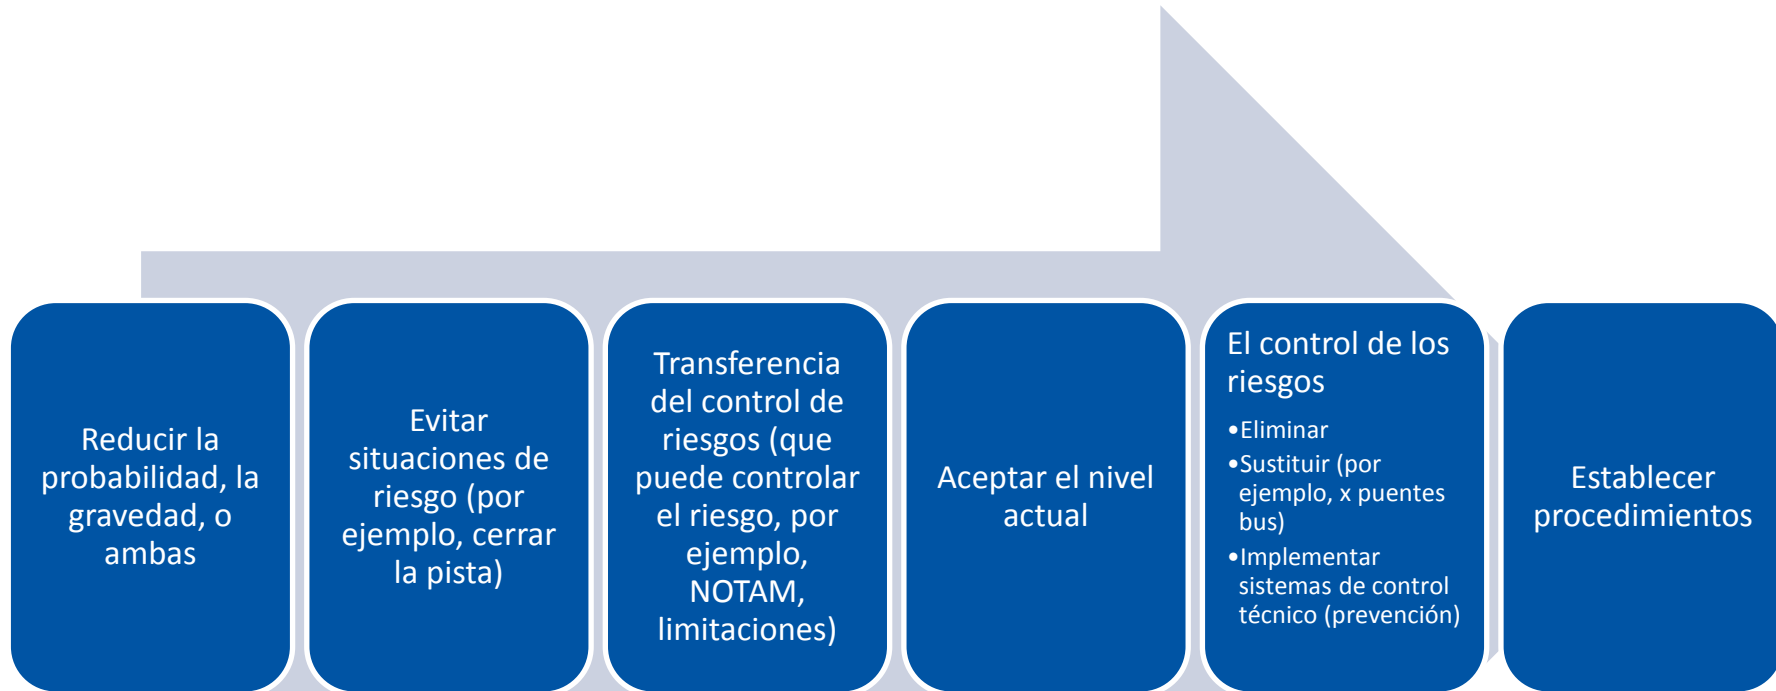 Reducir la
probabilidad, la
gravedad, o
ambas
Evitar
situaciones de
riesgo (por
ejemplo, cerrar
la pista)
Transferencia
del control de
riesgos (que
puede controlar
el riesgo, por
ejemplo,
NOTAM,
limitaciones)
Aceptar el nivel
actual
El control de los
riesgos
•Eliminar
•Sustituir (por
ejemplo, x puentes
bus)
•Implementar
sistemas de control
técnico (prevención)
Establecer
procedimientos